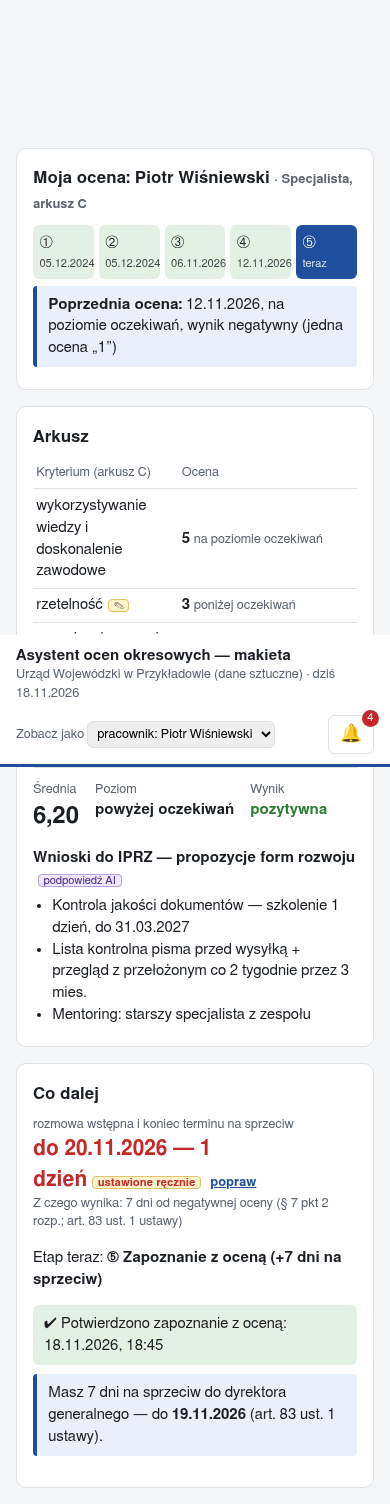 Moja ocena: Piotr Wiśniewski · Specjalista,
arkusz C
① ② ③ ④ ⑤
05.12.2024 05.12.2024 06.11.2026 12.11.2026 teraz
Poprzednia ocena: 12.11.2026, na
poziomie oczekiwań, wynik negatywny (jedna
ocena „1”)
Arkusz
Kryterium (arkusz C) Ocena
wykorzystywanie
wiedzy i
doskonalenie
zawodowe
5 na poziomie oczekiwań
rzetelność ✎ 3 poniżej oczekiwań
Asystent ocen okresowych — makieta
Urząd Wojewódzki w Przykładowie (dane sztuczne) · dziś
18.11.2026
Zobacz jako pracownik: Piotr Wiśniewski 🔔 4
Średnia Poziom Wynik
6,20 powyżej oczekiwań pozytywna
Wnioski do IPRZ — propozycje form rozwoju
podpowiedź AI
• Kontrola jakości dokumentów — szkolenie 1
dzień, do 31.03.2027
• Lista kontrolna pisma przed wysyłką +
przegląd z przełożonym co 2 tygodnie przez 3
mies.
• Mentoring: starszy specjalista z zespołu
Co dalej
rozmowa wstępna i koniec terminu na sprzeciw
do 20.11.2026 — 1
dzień ustawione ręcznie popraw
Z czego wynika: 7 dni od negatywnej oceny (§ 7 pkt 2
rozp.; art. 83 ust. 1 ustawy)
Etap teraz: ⑤ Zapoznanie z oceną (+7 dni na
sprzeciw)
✔ Potwierdzono zapoznanie z oceną:
18.11.2026, 18:45
Masz 7 dni na sprzeciw do dyrektora
generalnego — do 19.11.2026 (art. 83 ust. 1
ustawy).